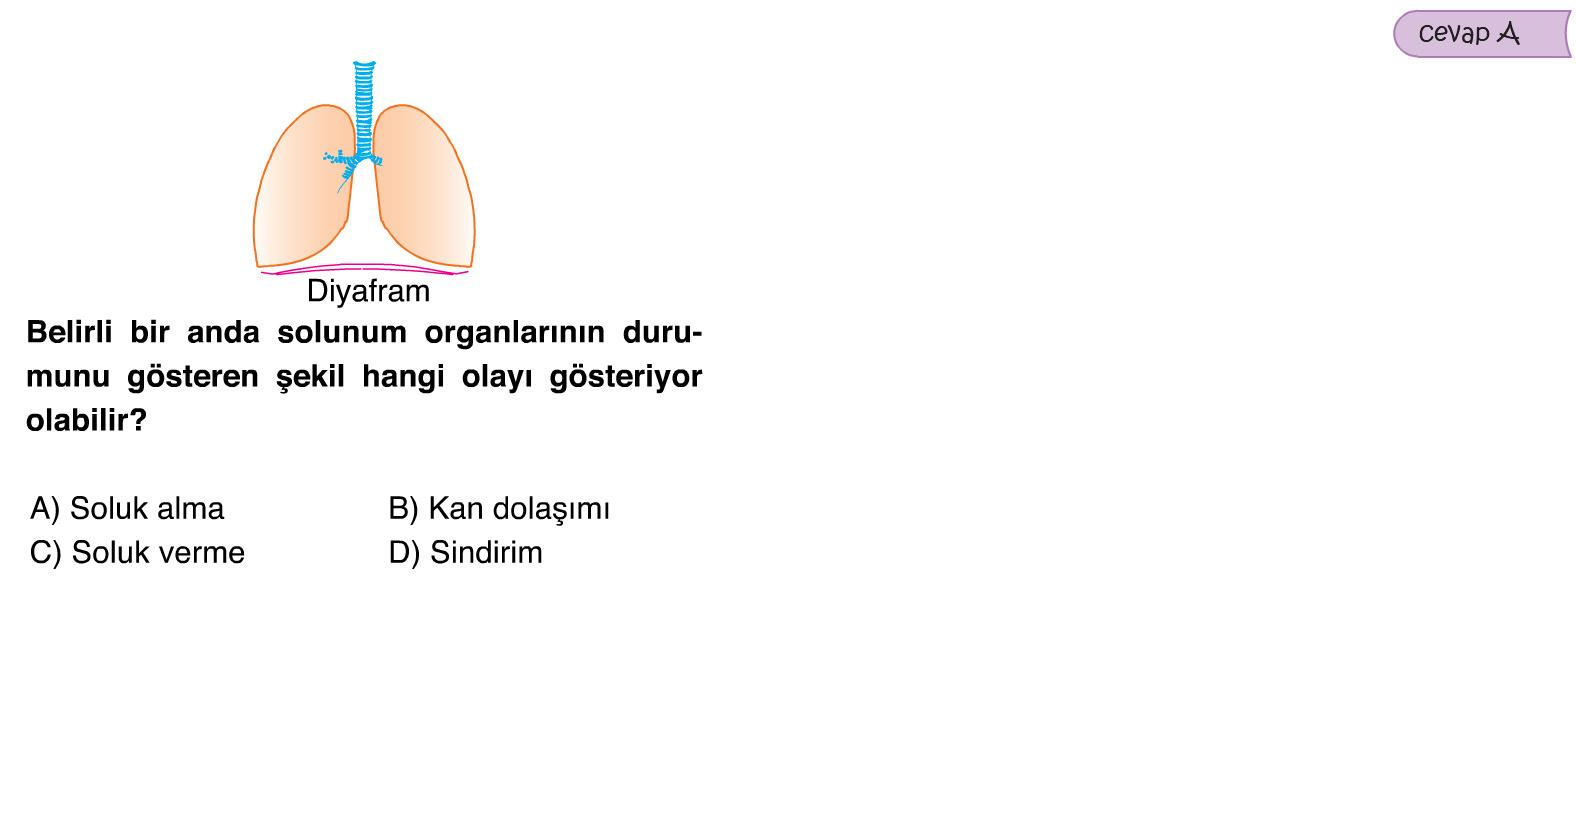 cevap A
Diyafram
Belirli bir anda solunum organlarının duru-
munu gösteren şekil hangi olayı gösteriyor
olabilir?
A) Soluk alma B) Kan dolaşımı
C) Soluk verme D) Sindirim